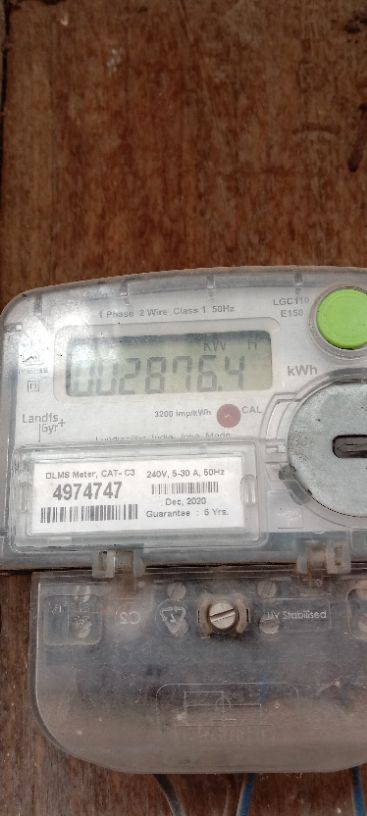 LGC110
E150
1 Phase 2 Wire Class 1 50Hz
KW H
002876.4
kWh
Landis
Gyr+
3200 imp/kWh
CAL
OLMS Meter, CAT- C3
240V, 5-30 A, 50Hz
4974747
Dec, 2020
Guarantee : 5 Yrs.
UV Stabilised